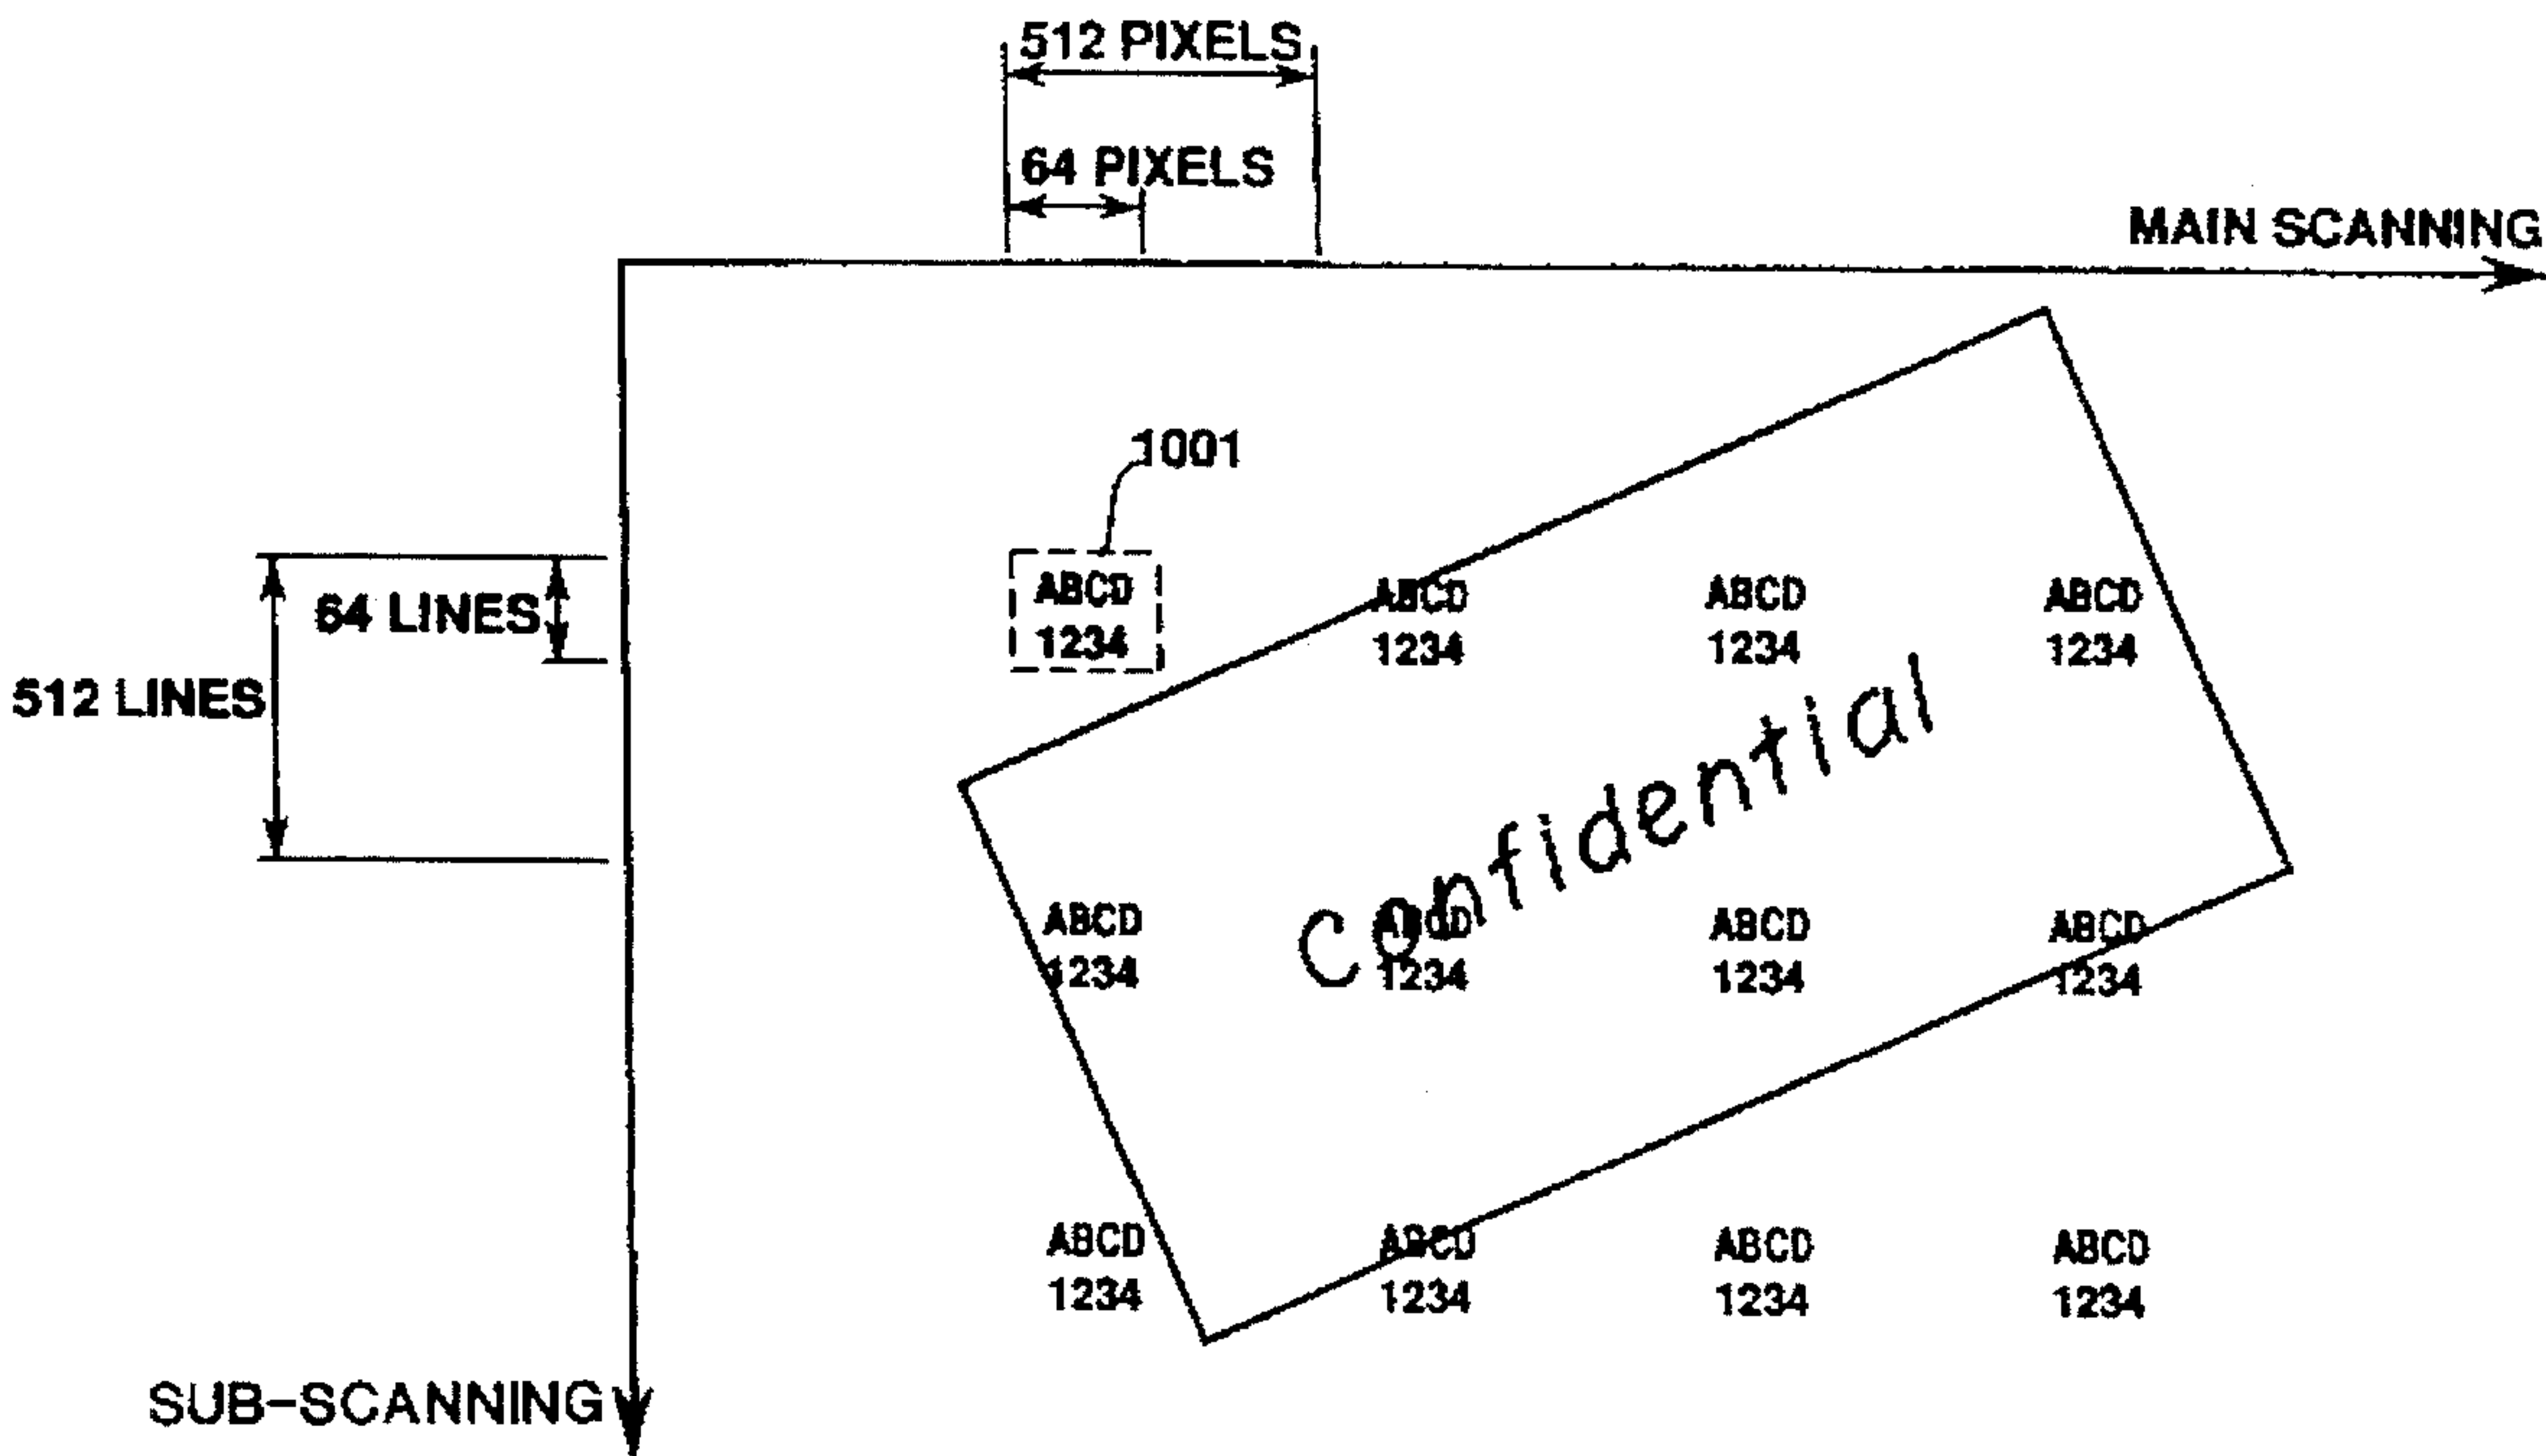 512 PIXELS
64 PIXELS
MAIN SCANNING
1001
64 LINES
512 LINES
ABCD ABCD ABCD ABCD
1234 1234 1234 1234
Confidential
ABCD ABCD ABCD ABCD
1234 1234 1234 1234
ABCD ABCD ABCD ABCD
1234 1234 1234 1234
SUB-SCANNING